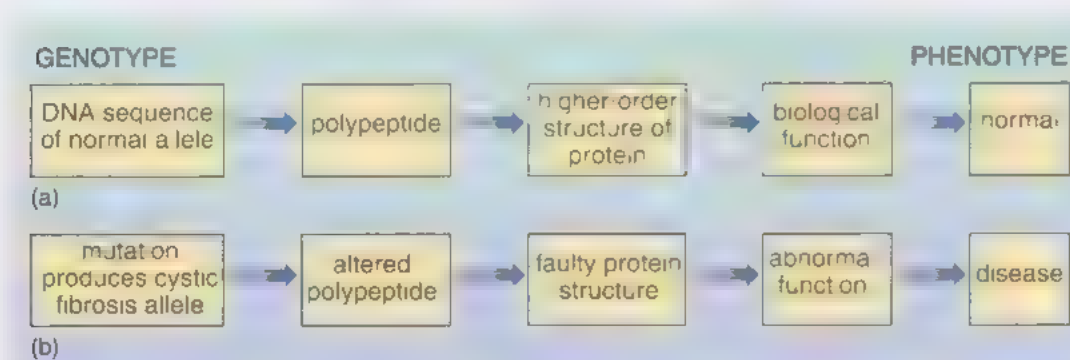 GENOTYPE
PHENOTYPE
DNA sequence
of normal allele
polypeptide
higher-order
structure of
protein
biological
function
normal
(a)
mutation
produces cystic
fibrosis allele
altered
polypeptide
faulty protein
structure
abnormal
function
disease
(b)